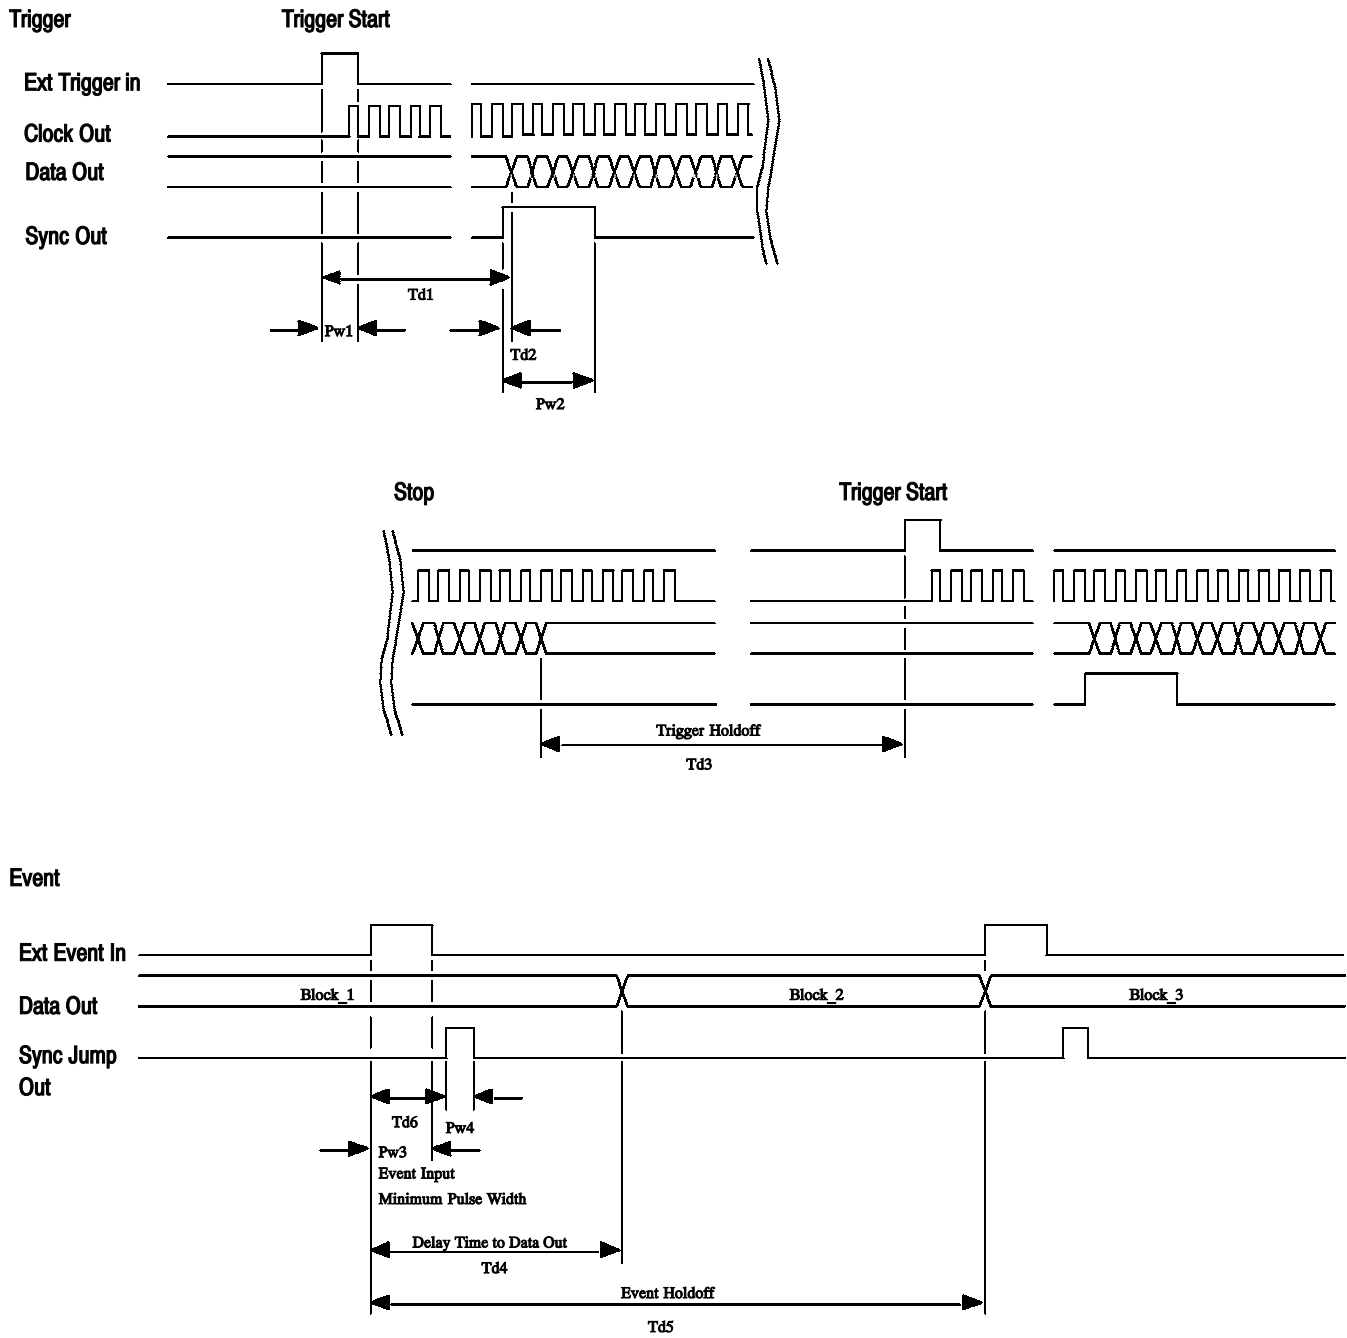 Trigger
Trigger Start
Ext Trigger in
Clock Out
Data Out
Sync Out
Td1
Pw1
Td2
Pw2
Stop
Trigger Start
Trigger Holdoff
Td3
Event
Ext Event In
Data Out
Block_1
Block_2
Block_3
Sync Jump
Out
Td6
Pw4
Pw3
Event Input
Minimum Pulse Width
Delay Time to Data Out
Td4
Event Holdoff
Td5